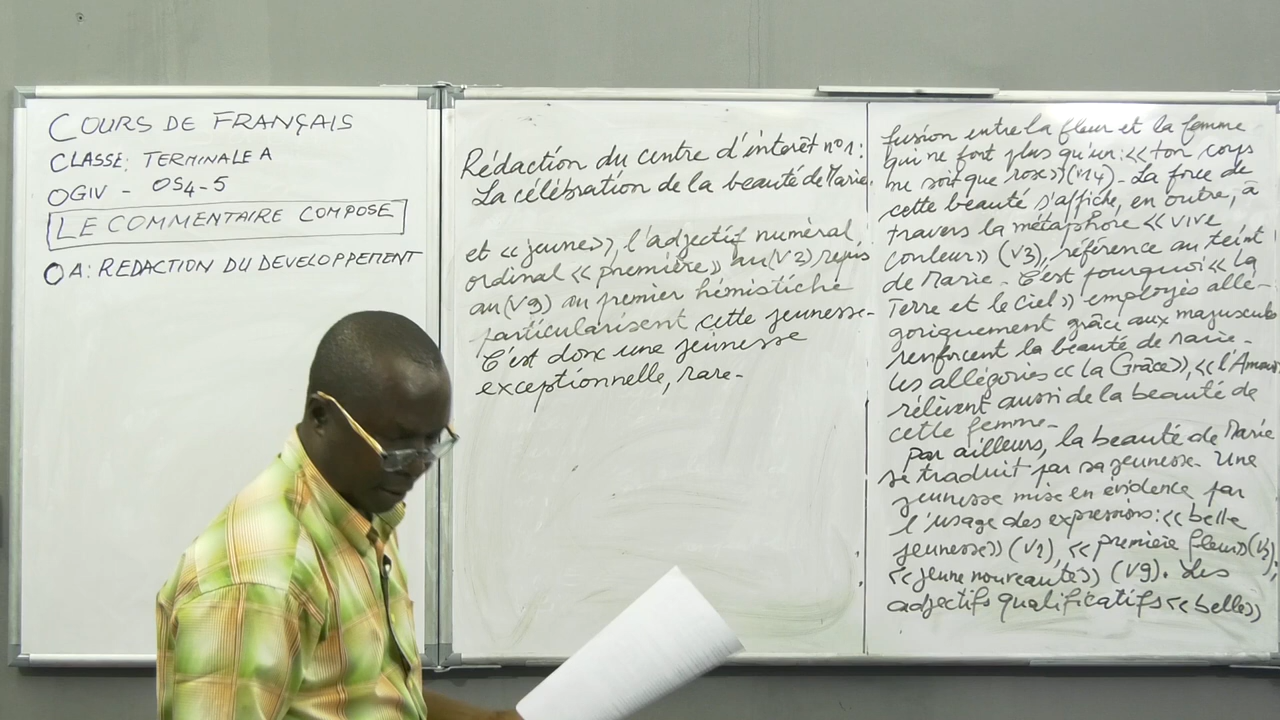 COURS DE FRANÇAIS
CLASSE: TERMINALE A
OGIV - OS4-5
LE COMMENTAIRE COMPOSE
OA: REDACTION DU DEVELOPPEMENT
Rédaction du centre d'intérêt n°1:
La célébration de la beauté de Marie.
et «jeune», l'adjectif numéral
ordinal «première» au (V2) repris
au (V9) au premier hémistiche
particularisent cette jeunesse-
C'est donc une jeunesse
exceptionnelle, rare-
fusion entre la fleur et la femme
qui ne font plus qu'un: «ton corps
ne soit que rose» (V14)- La force de
cette beauté s'affiche, en outre, à
travers la métaphore «vive
couleur» (V3), référence au teint
de Marie- C'est pourquoi «La
Terre et le Ciel» employés allé-
goriquement grâce aux majuscules
renforcent la beauté de Marie-
Les allégories «la Grâce», «l'Amour
rélèvent aussi de la beauté de
cette femme-
Par ailleurs, la beauté de Marie
se traduit par sa jeunesse- Une
jeunesse mise en évidence par
l'usage des expressions: «belle
jeunesse» (V2), «première fleur» (V2),
«jeune nouveauté» (V9). Les
adjectifs qualificatifs «belle»